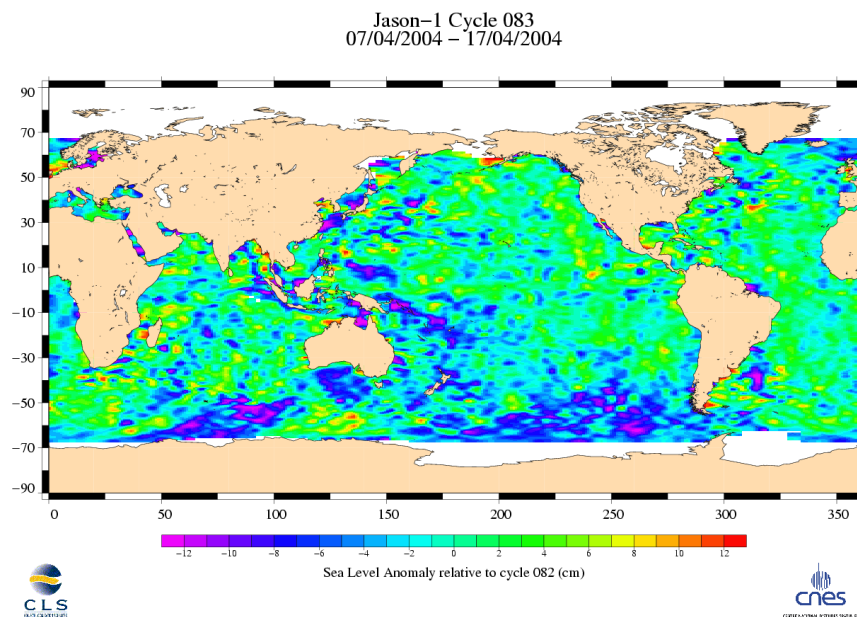 Jason−1 Cycle 083
07/04/2004 − 17/04/2004
90
70
50
30
10
−10
−30
−50
−70
−90
0 50 100 150 200 250 300 350
−12 −10 −8 −6 −4 −2 0 2 4 6 8 10 12
Sea Level Anomaly relative to cycle 082 (cm)
CLS
cnes